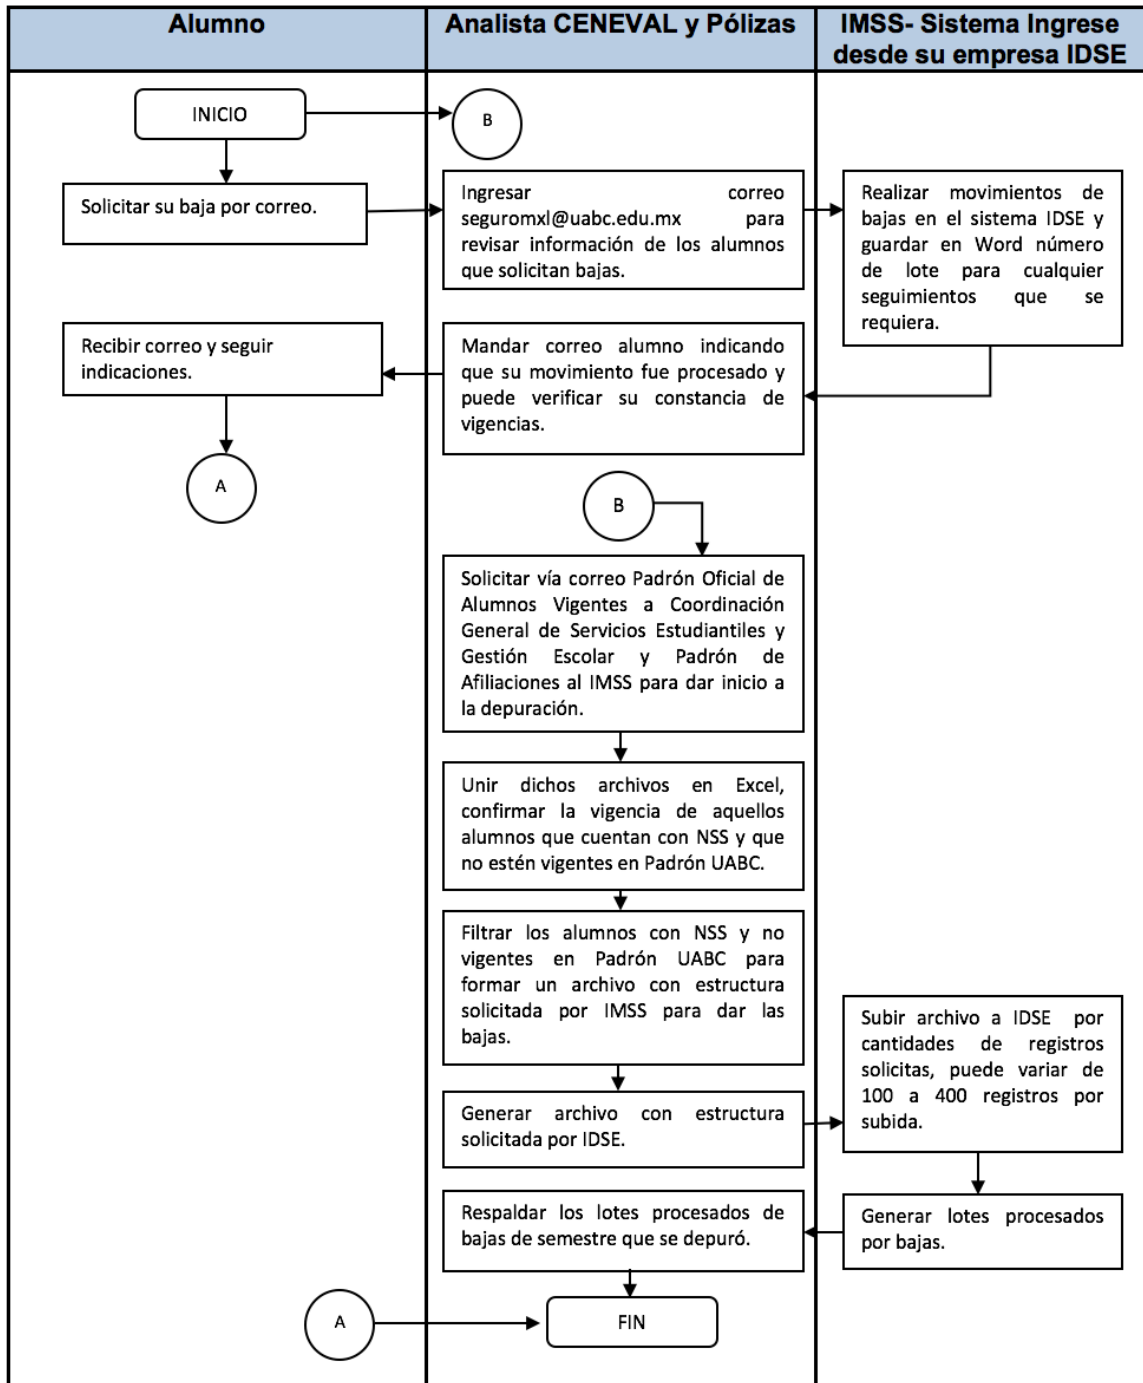 Alumno
Analista CENEVAL y Pólizas
IMSS- Sistema Ingrese
desde su empresa IDSE
INICIO
B
Solicitar su baja por correo.
Ingresar correo
seguromxl@uabc.edu.mx para
revisar información de los alumnos
que solicitan bajas.
Realizar movimientos de
bajas en el sistema IDSE y
guardar en Word número
de lote para cualquier
seguimientos que se
requiera.
Recibir correo y seguir
indicaciones.
Mandar correo alumno indicando
que su movimiento fue procesado y
puede verificar su constancia de
vigencias.
A
B
Solicitar vía correo Padrón Oficial de
Alumnos Vigentes a Coordinación
General de Servicios Estudiantiles y
Gestión Escolar y Padrón de
Afiliaciones al IMSS para dar inicio a
la depuración.
Unir dichos archivos en Excel,
confirmar la vigencia de aquellos
alumnos que cuentan con NSS y que
no estén vigentes en Padrón UABC.
Filtrar los alumnos con NSS y no
vigentes en Padrón UABC para
formar un archivo con estructura
solicitada por IMSS para dar las
bajas.
Subir archivo a IDSE por
cantidades de registros
solicitas, puede variar de
100 a 400 registros por
subida.
Generar archivo con estructura
solicitada por IDSE.
Respaldar los lotes procesados de
bajas de semestre que se depuró.
Generar lotes procesados
por bajas.
A
FIN